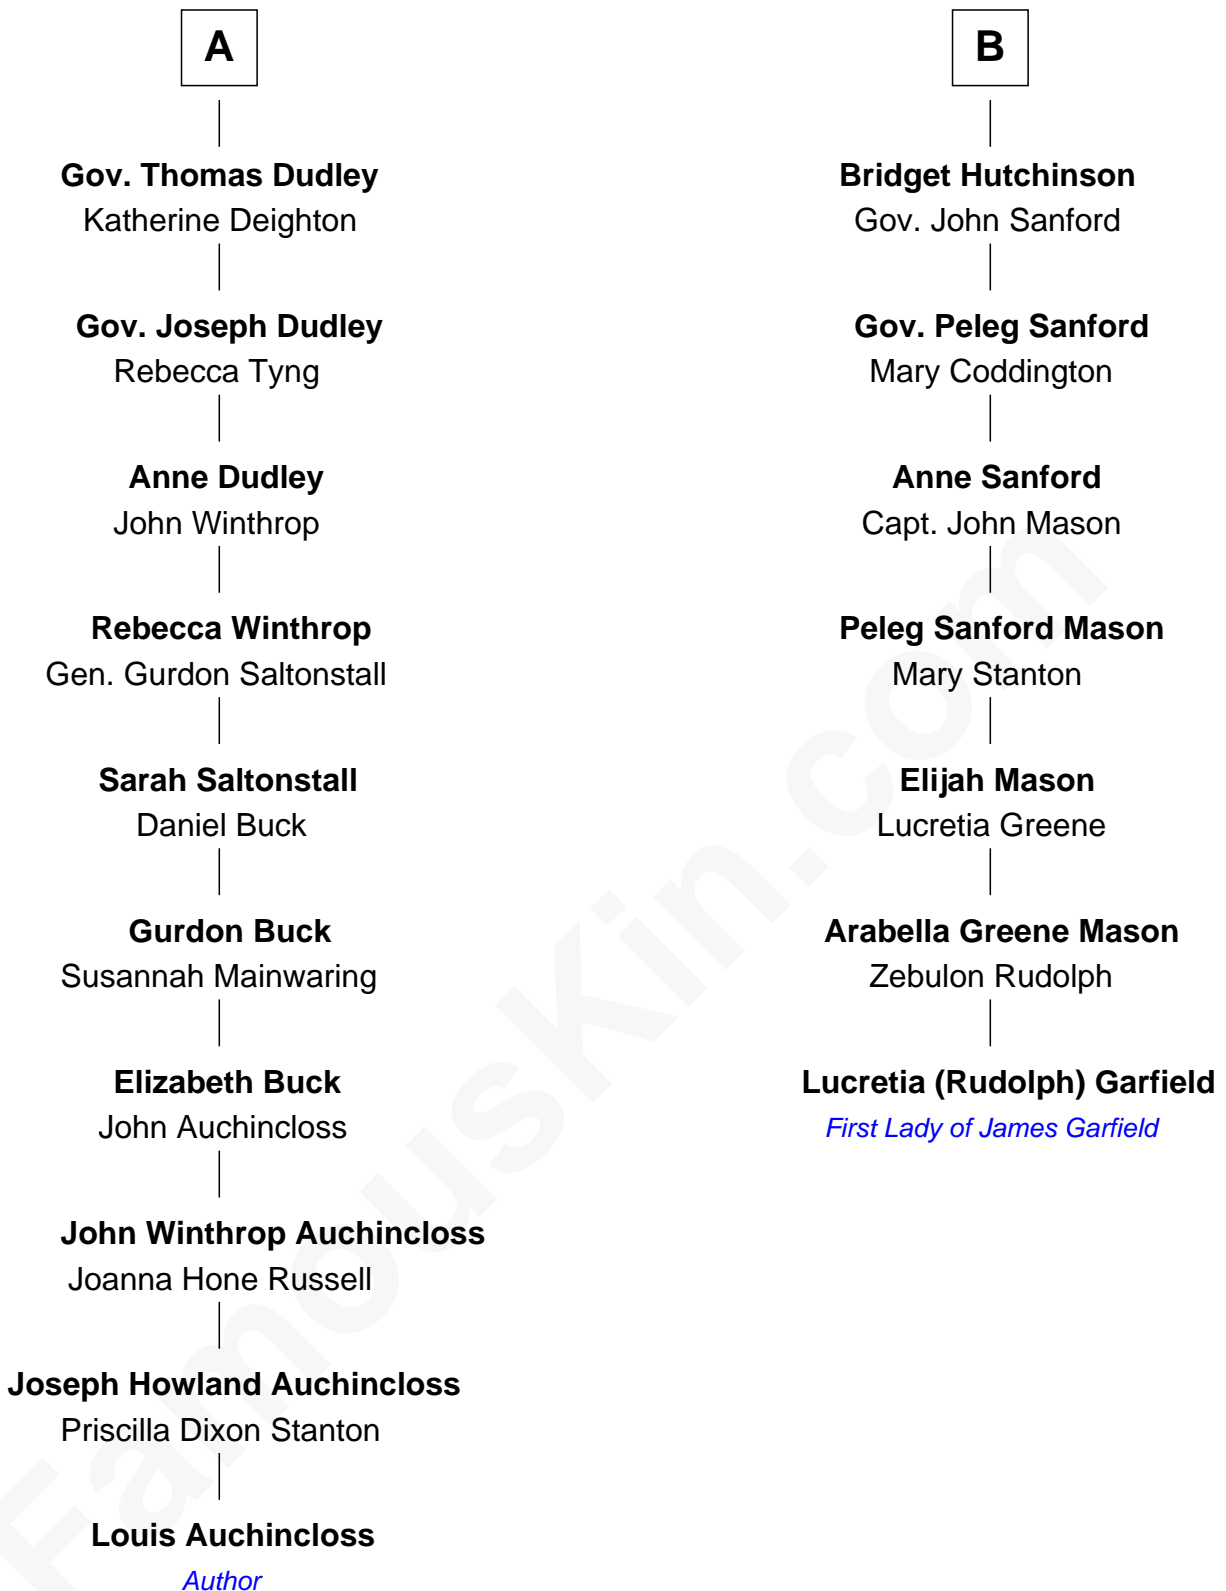 A
Gov. Thomas Dudley
Katherine Deighton
Gov. Joseph Dudley
Rebecca Tyng
Anne Dudley
John Winthrop
Rebecca Winthrop
Gen. Gurdon Saltonstall
Sarah Saltonstall
Daniel Buck
Gurdon Buck
Susannah Mainwaring
Elizabeth Buck
John Auchincloss
John Winthrop Auchincloss
Joanna Hone Russell
Joseph Howland Auchincloss
Priscilla Dixon Stanton
Louis Auchincloss
Author
B
Bridget Hutchinson
Gov. John Sanford
Gov. Peleg Sanford
Mary Coddington
Anne Sanford
Capt. John Mason
Peleg Sanford Mason
Mary Stanton
Elijah Mason
Lucretia Greene
Arabella Greene Mason
Zebulon Rudolph
Lucretia (Rudolph) Garfield
First Lady of James Garfield
FamousKin.com